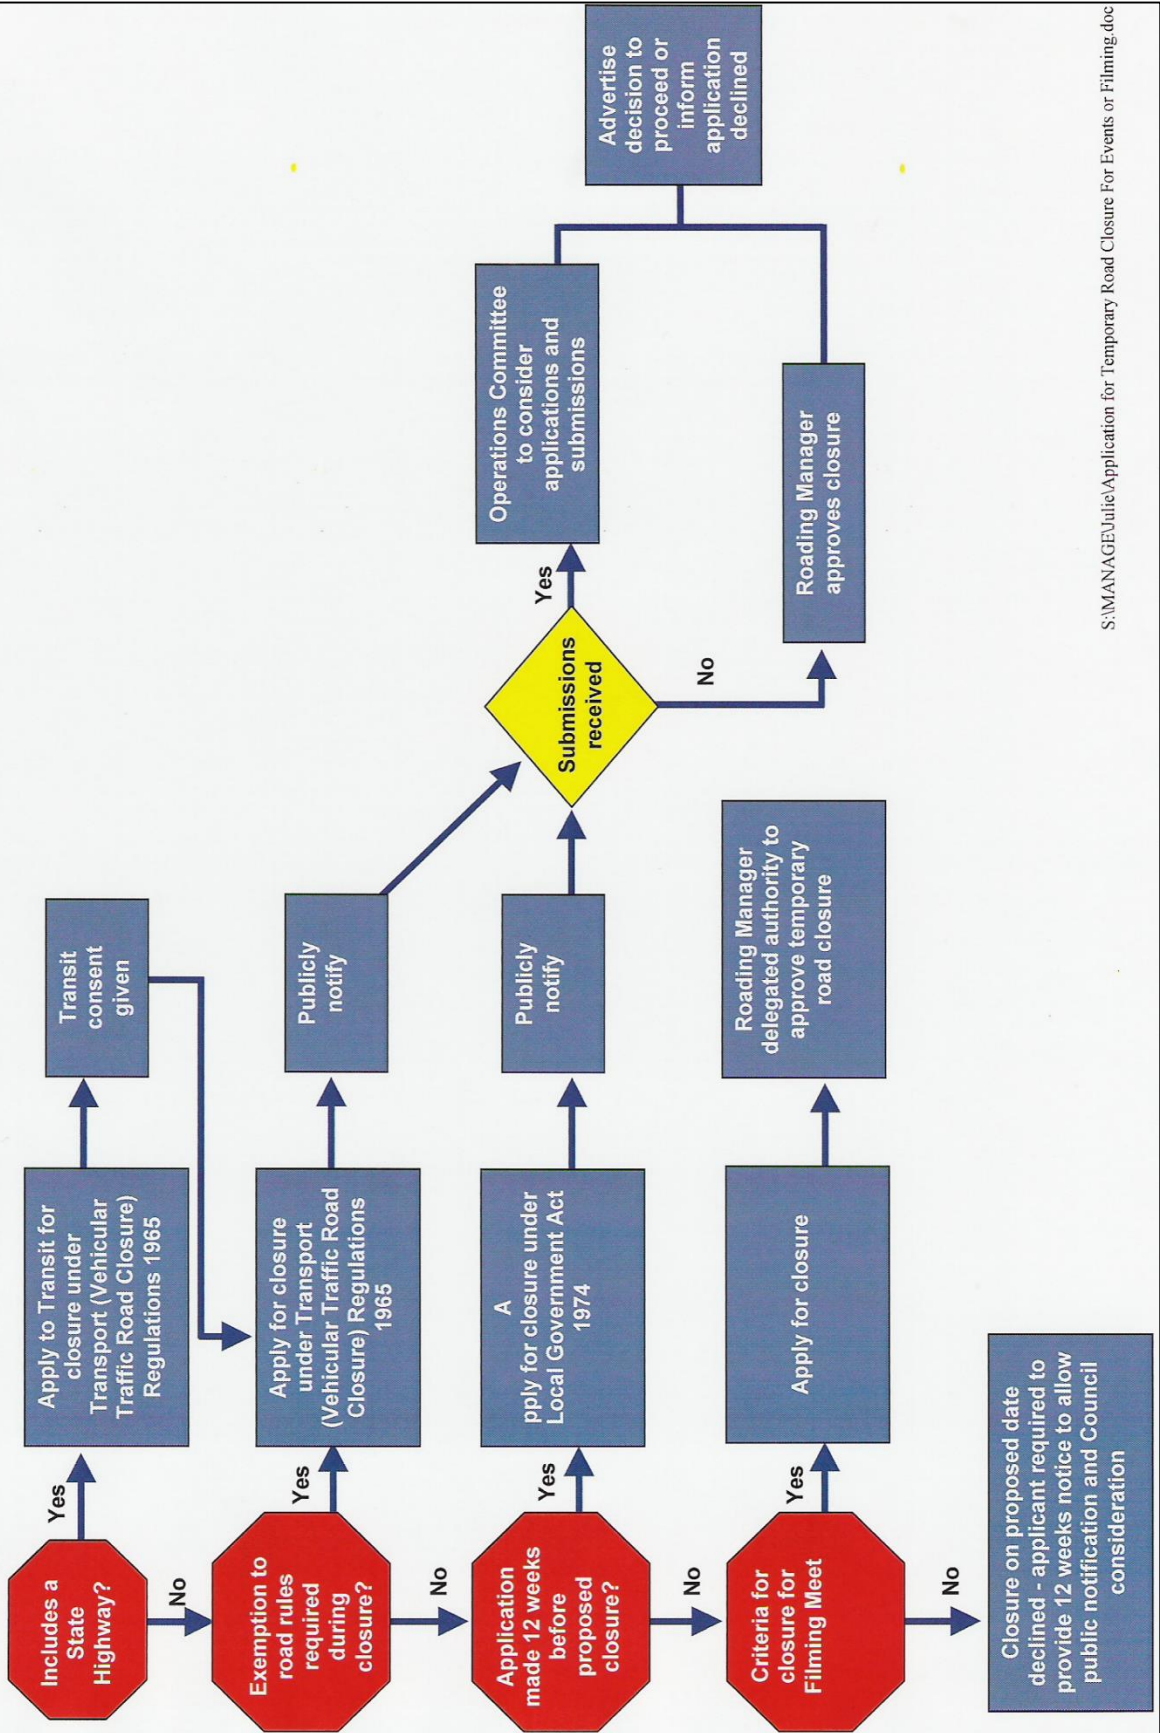 Includes a
State
Highway?
Yes
Apply to Transit for
closure under
Transport (Vehicular
Traffic Road Closure)
Regulations 1965
Transit
consent
given
No
Exemption to
road rules
required
during
closure?
Yes
Apply for closure
under Transport
(Vehicular Traffic Road
Closure) Regulations
1965
Publicly
notify
No
Application
made 12 weeks
before
proposed
closure?
Yes
A
pply for closure under
Local Government Act
1974
Publicly
notify
Submissions
received
Yes
Operations Committee
to consider
applications and
submissions
No
Roading Manager
approves closure
Advertise
decision to
proceed or
inform
application
declined
No
Criteria for
closure for
Filming Meet
Yes
Apply for closure
Roading Manager
delegated authority to
approve temporary
road closure
No
Closure on proposed date
declined - applicant required to
provide 12 weeks notice to allow
public notification and Council
consideration
S:\MANAGE\Julie\Application for Temporary Road Closure For Events or Filming.doc